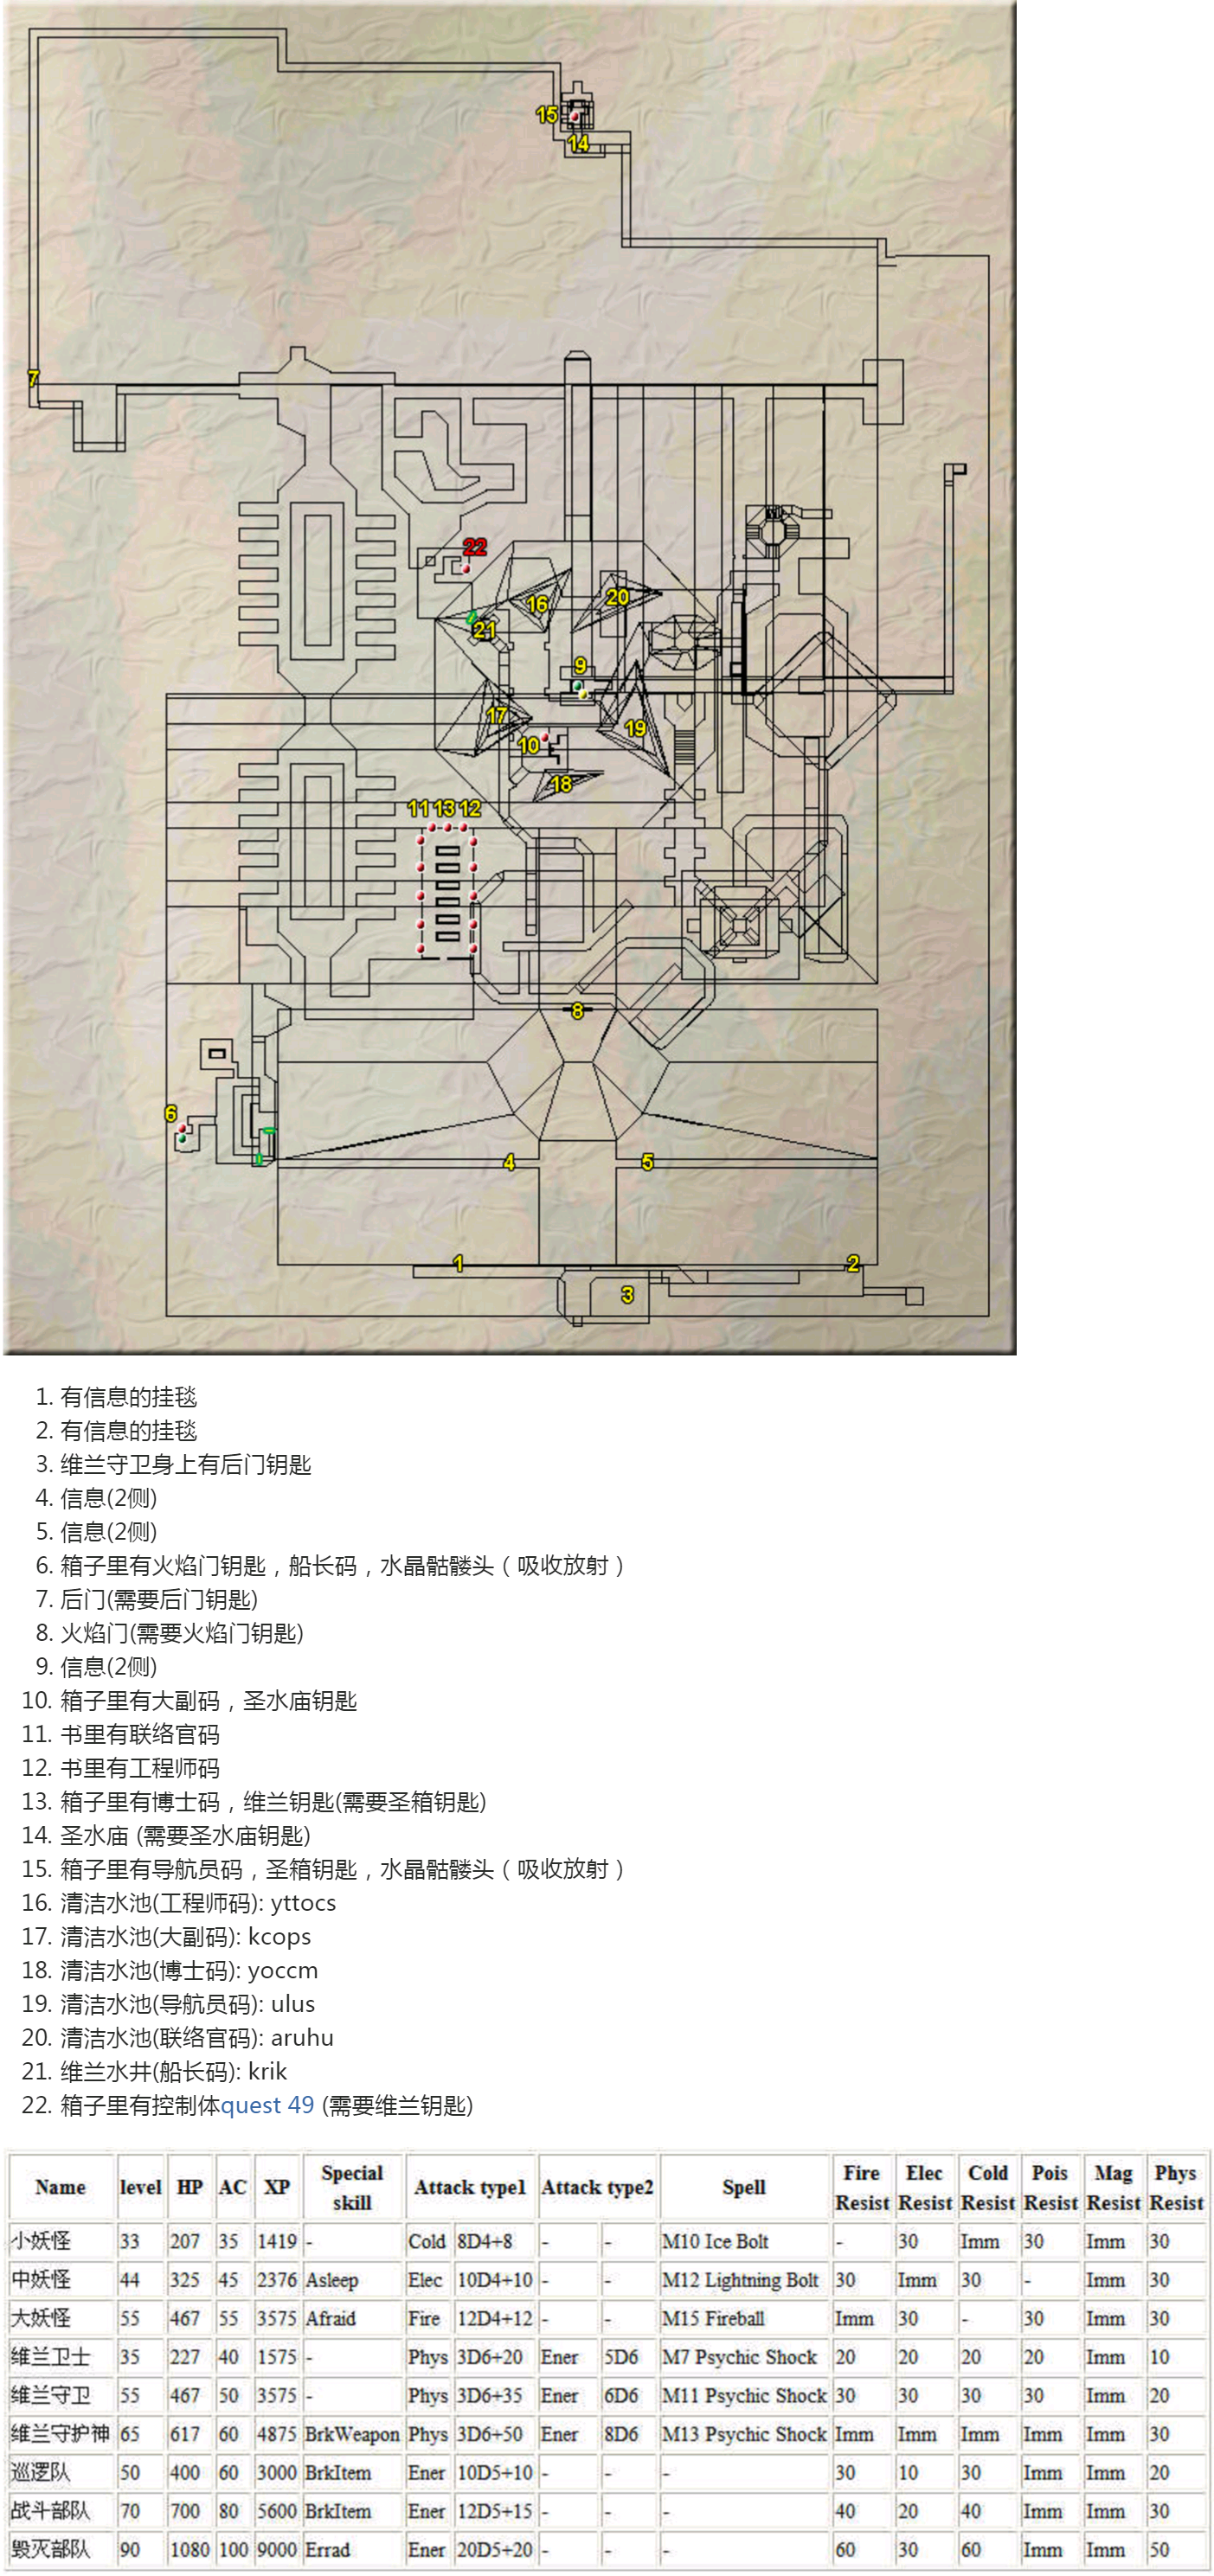 15
14
7
22
16
20
21
9
17
19
10
18
11 13 12
8
6
4
5
1
2
3
1. 有信息的挂毯
2. 有信息的挂毯
3. 维兰守卫身上有后门钥匙
4. 信息(2侧)
5. 信息(2侧)
6. 箱子里有火焰门钥匙，船长码，水晶骷髅头（吸收放射）
7. 后门(需要后门钥匙)
8. 火焰门(需要火焰门钥匙)
9. 信息(2侧)
10. 箱子里有大副码，圣水庙钥匙
11. 书里有联络官码
12. 书里有工程师码
13. 箱子里有博士码，维兰钥匙(需要圣箱钥匙)
14. 圣水庙 (需要圣水庙钥匙)
15. 箱子里有导航员码，圣箱钥匙，水晶骷髅头（吸收放射）
16. 清洁水池(工程师码): yttocs
17. 清洁水池(大副码): kcops
18. 清洁水池(博士码): yoccm
19. 清洁水池(导航员码): ulus
20. 清洁水池(联络官码): aruhu
21. 维兰水井(船长码): krik
22. 箱子里有控制体quest 49 (需要维兰钥匙)
Name level HP AC XP Special skill Attack type1 Attack type2 Spell Fire Resist Elec Resist Cold Resist Pois Resist Mag Resist Phys Resist
小妖怪 33 207 35 1419 - Cold 8D4+8 - - M10 Ice Bolt - 30 Imm 30 Imm 30
中妖怪 44 325 45 2376 Asleep Elec 10D4+10 - - M12 Lightning Bolt 30 Imm 30 - Imm 30
大妖怪 55 467 55 3575 Afraid Fire 12D4+12 - - M15 Fireball Imm 30 - 30 Imm 30
维兰卫士 35 227 40 1575 - Phys 3D6+20 Ener 5D6 M7 Psychic Shock 20 20 20 20 Imm 10
维兰守卫 55 467 50 3575 - Phys 3D6+35 Ener 6D6 M11 Psychic Shock 30 30 30 30 Imm 20
维兰守护神 65 617 60 4875 BrkWeapon Phys 3D6+50 Ener 8D6 M13 Psychic Shock Imm Imm Imm Imm Imm 30
巡逻队 50 400 60 3000 BrkItem Ener 10D5+10 - - - 30 10 30 Imm Imm 20
战斗部队 70 700 80 5600 BrkItem Ener 12D5+15 - - - 40 20 40 Imm Imm 30
毁灭部队 90 1080 100 9000 Errad Ener 20D5+20 - - - 60 30 60 Imm Imm 50